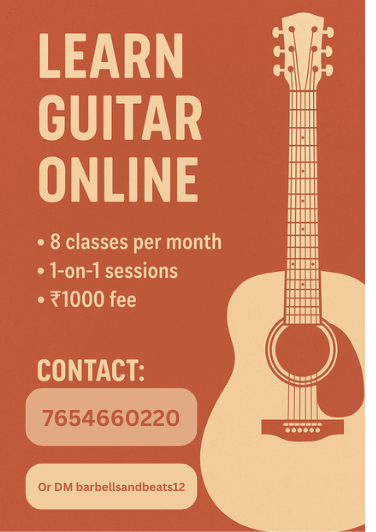 LEARN
GUITAR
ONLINE
• 8 classes per month
• 1-on-1 sessions
• ₹1000 fee
CONTACT:
7654660220
Or DM barbellsandbeats12